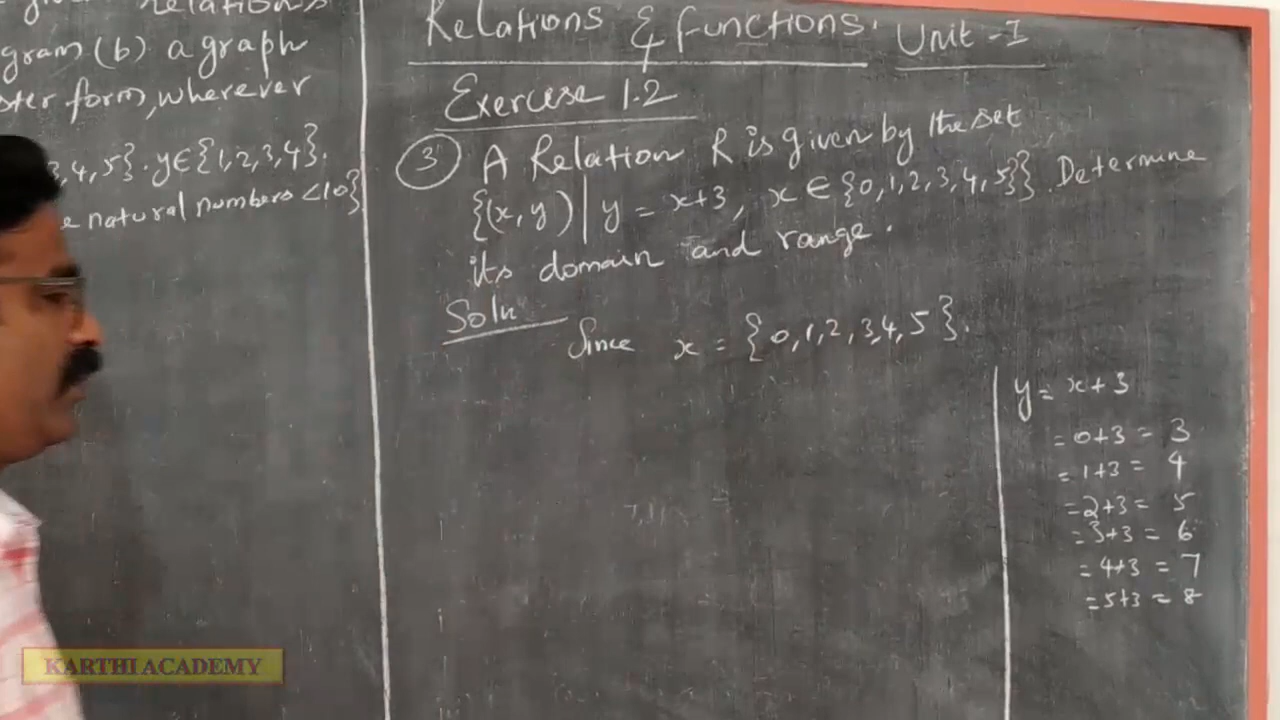 relations
gram (b) a graph
ster form, wherever
3, 4, 5}. y ∈ {1, 2, 3, 4}.
e natural numbers < 10}
Relations & functions. Unit - I
Exercise 1.2
③ A Relation R is given by the set
{(x, y) | y = x+3, x ∈ {0, 1, 2, 3, 4, 5}}. Determine
its domain and range.
Soln
Since x = {0, 1, 2, 3, 4, 5}.
y = x + 3
= 0+3 = 3
= 1+3 = 4
= 2+3 = 5
= 3+3 = 6
= 4+3 = 7
= 5+3 = 8
KARTHI ACADEMY